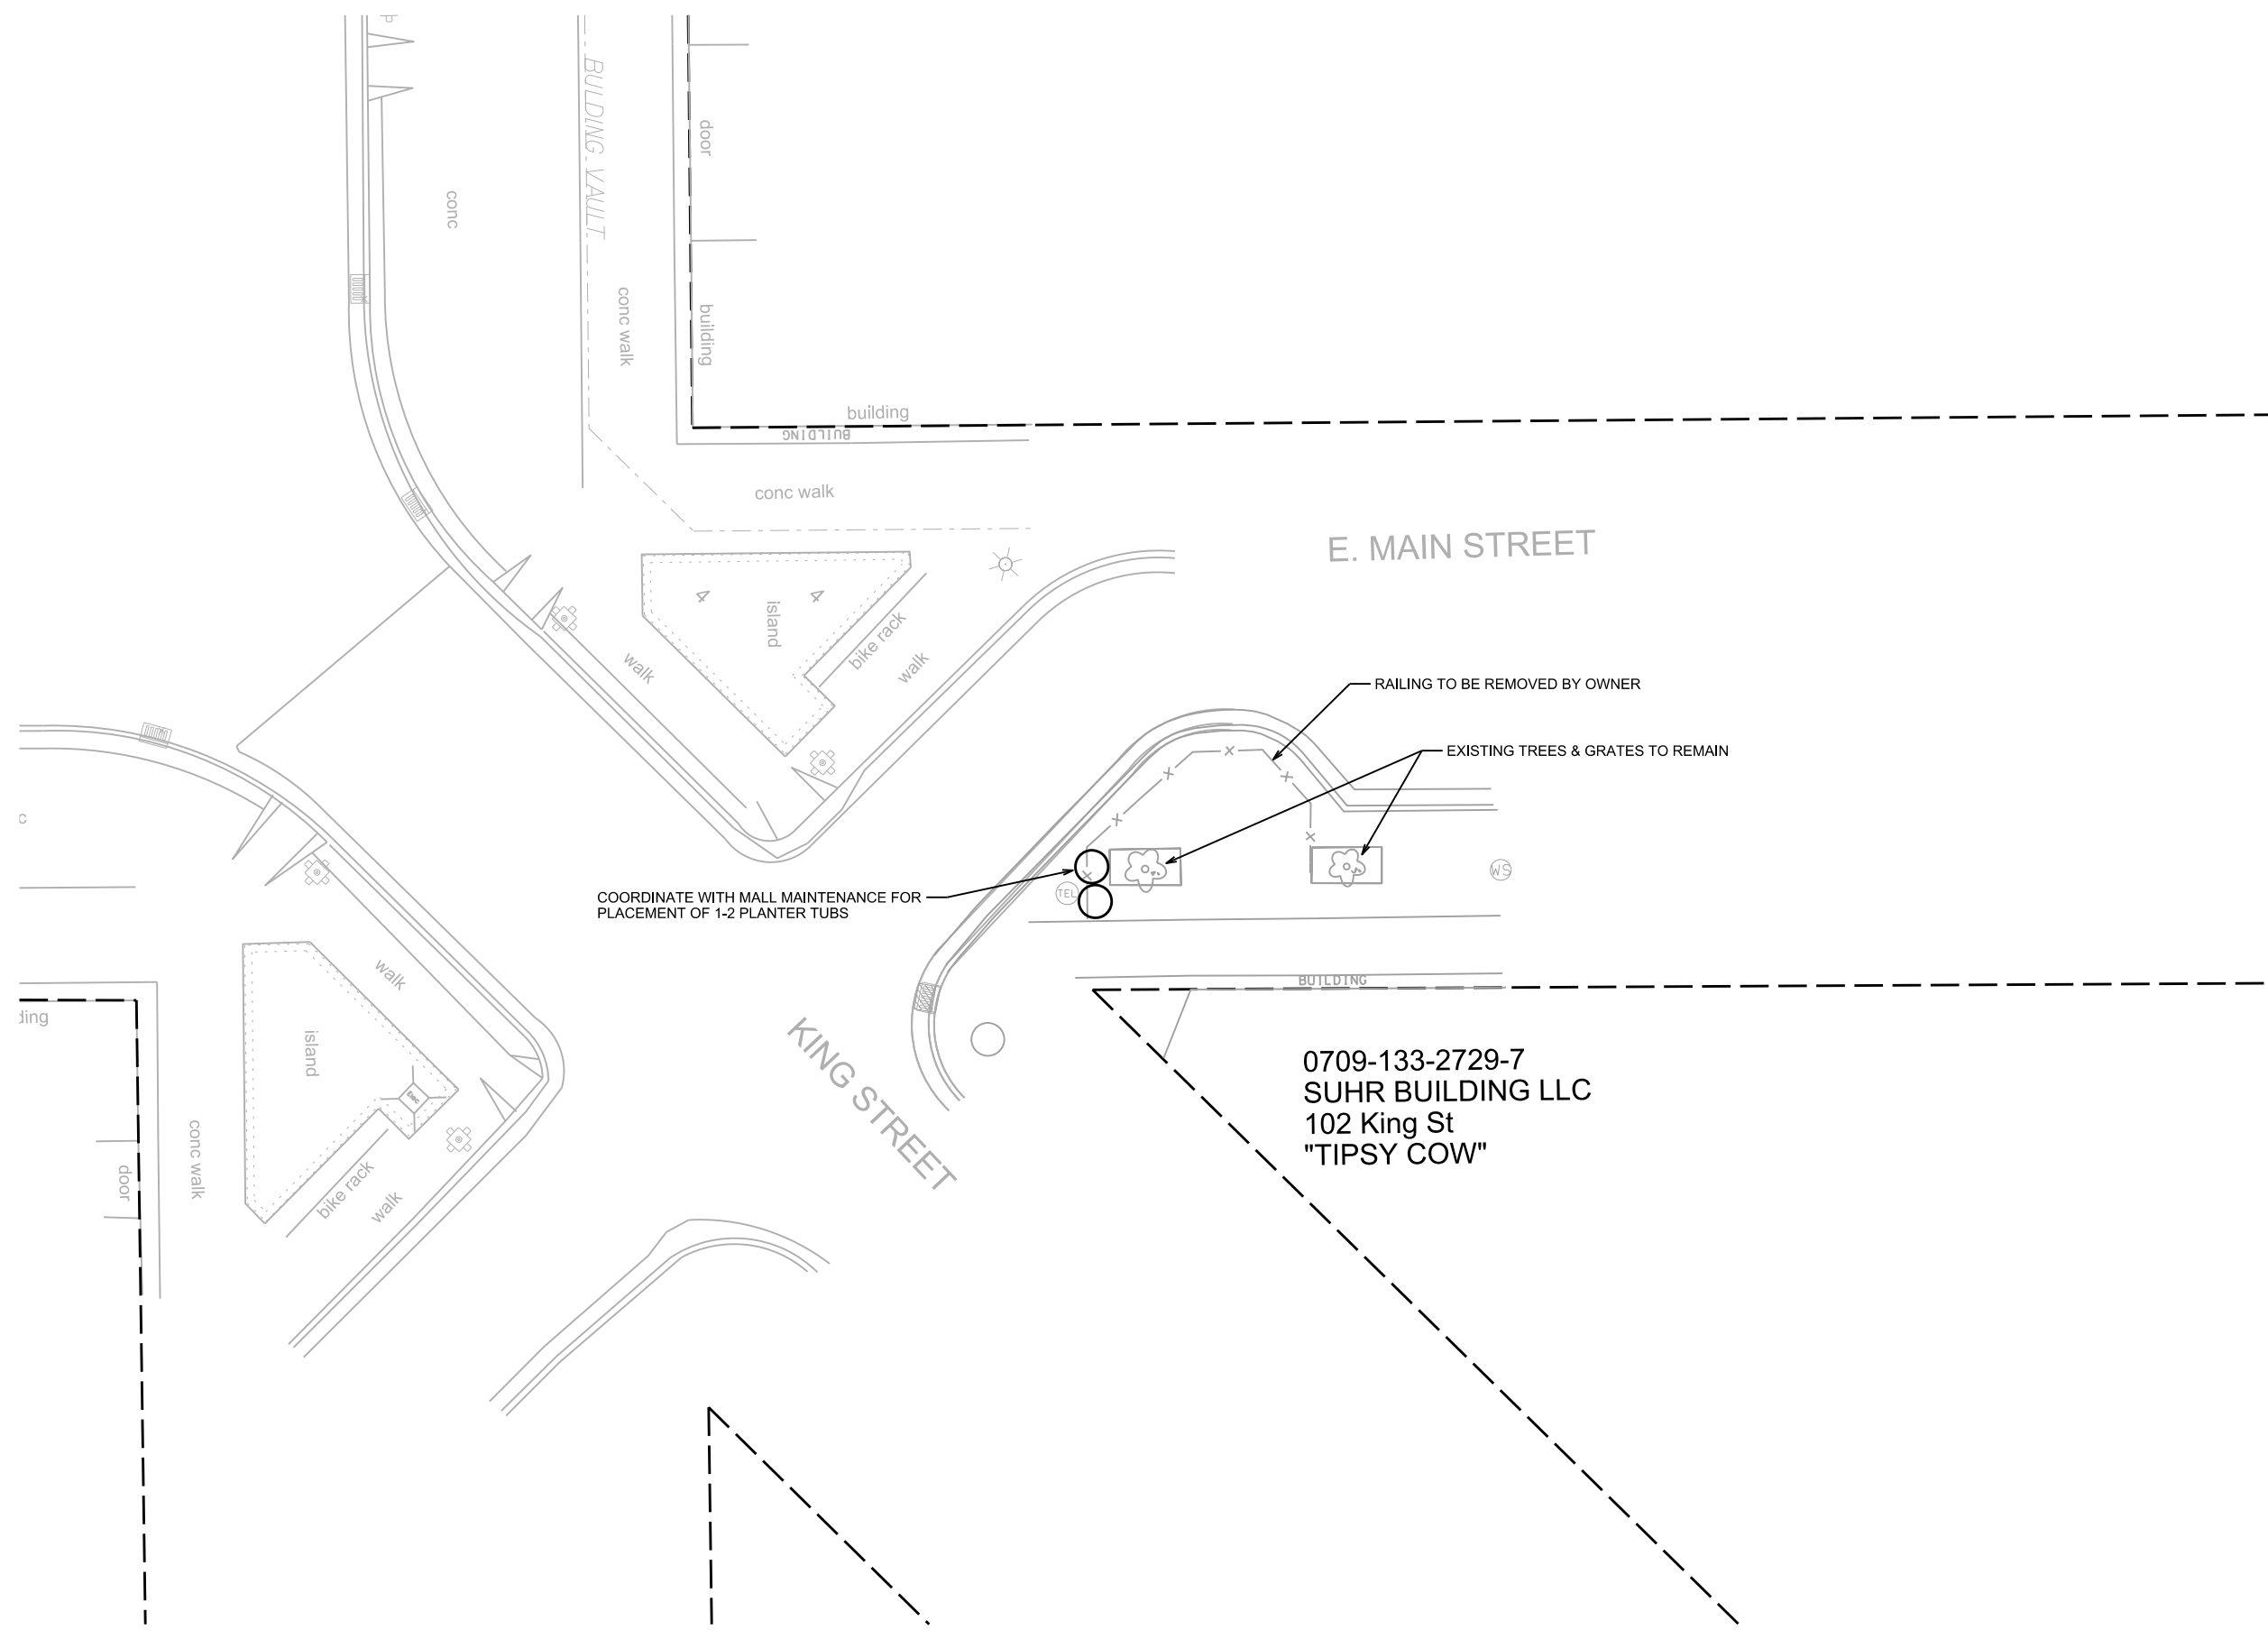 BUILDING VAULT
door
conc
conc walk
building
building
BUILDING
conc walk
E. MAIN STREET
4
4
island
bike rack
walk
walk
RAILING TO BE REMOVED BY OWNER
EXISTING TREES & GRATES TO REMAIN
c
WS
TEL
COORDINATE WITH MALL MAINTENANCE FOR
PLACEMENT OF 1-2 PLANTER TUBS
walk
BUILDING
ding
island
KING STREET
0709-133-2729-7
SUHR BUILDING LLC
102 King St
"TIPSY COW"
conc walk
door
bike rack
walk